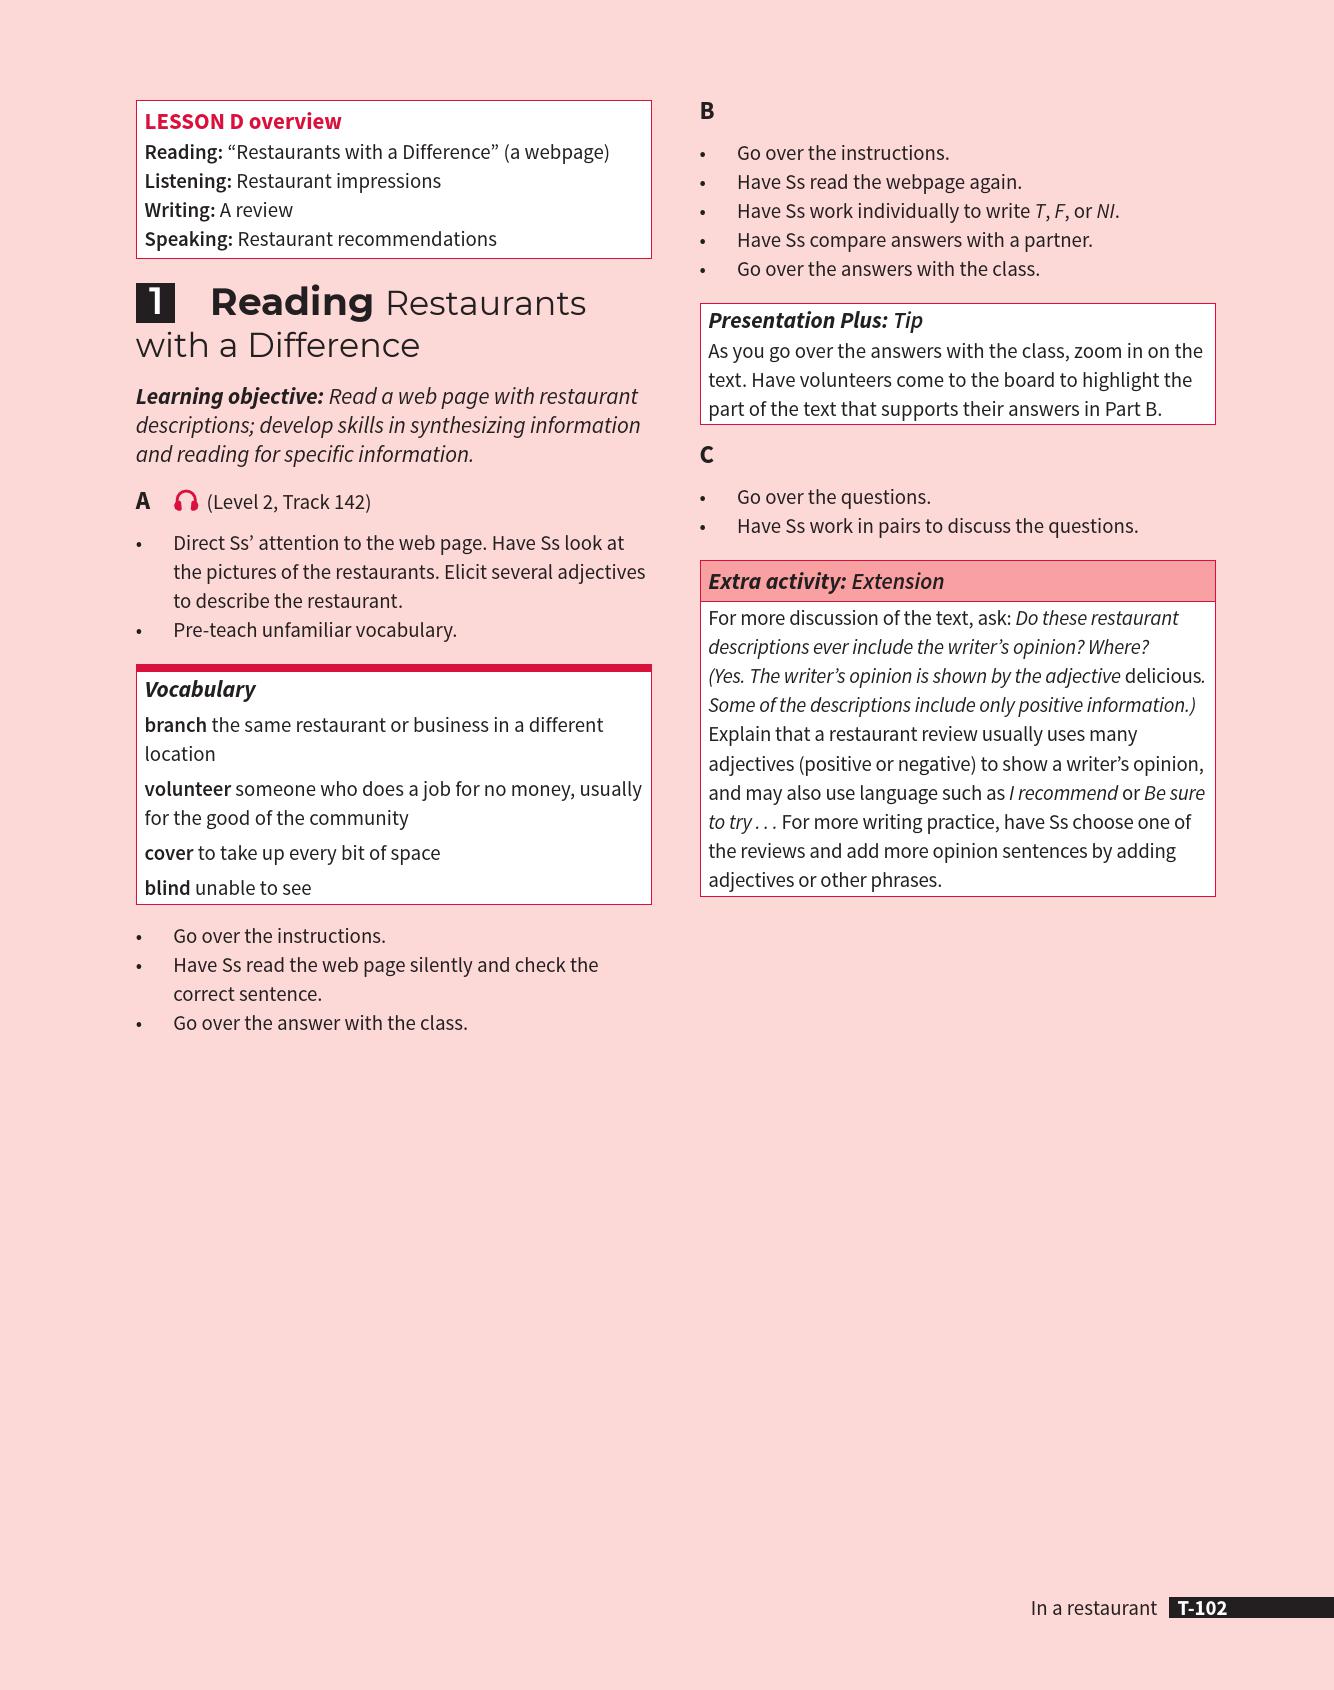 LESSON D overview
Reading: “Restaurants with a Difference” (a webpage)
Listening: Restaurant impressions
Writing: A review
Speaking: Restaurant recommendations
1 Reading Restaurants
with a Difference
Learning objective: Read a web page with restaurant
descriptions; develop skills in synthesizing information
and reading for specific information.
A (Level 2, Track 142)
• Direct Ss’ attention to the web page. Have Ss look at
the pictures of the restaurants. Elicit several adjectives
to describe the restaurant.
• Pre-teach unfamiliar vocabulary.
Vocabulary
branch the same restaurant or business in a different
location
volunteer someone who does a job for no money, usually
for the good of the community
cover to take up every bit of space
blind unable to see
• Go over the instructions.
• Have Ss read the web page silently and check the
correct sentence.
• Go over the answer with the class.
B
• Go over the instructions.
• Have Ss read the webpage again.
• Have Ss work individually to write T, F, or NI.
• Have Ss compare answers with a partner.
• Go over the answers with the class.
Presentation Plus: Tip
As you go over the answers with the class, zoom in on the
text. Have volunteers come to the board to highlight the
part of the text that supports their answers in Part B.
C
• Go over the questions.
• Have Ss work in pairs to discuss the questions.
Extra activity: Extension
For more discussion of the text, ask: Do these restaurant
descriptions ever include the writer’s opinion? Where?
(Yes. The writer’s opinion is shown by the adjective delicious.
Some of the descriptions include only positive information.)
Explain that a restaurant review usually uses many
adjectives (positive or negative) to show a writer’s opinion,
and may also use language such as I recommend or Be sure
to try . . . For more writing practice, have Ss choose one of
the reviews and add more opinion sentences by adding
adjectives or other phrases.
In a restaurant T-102